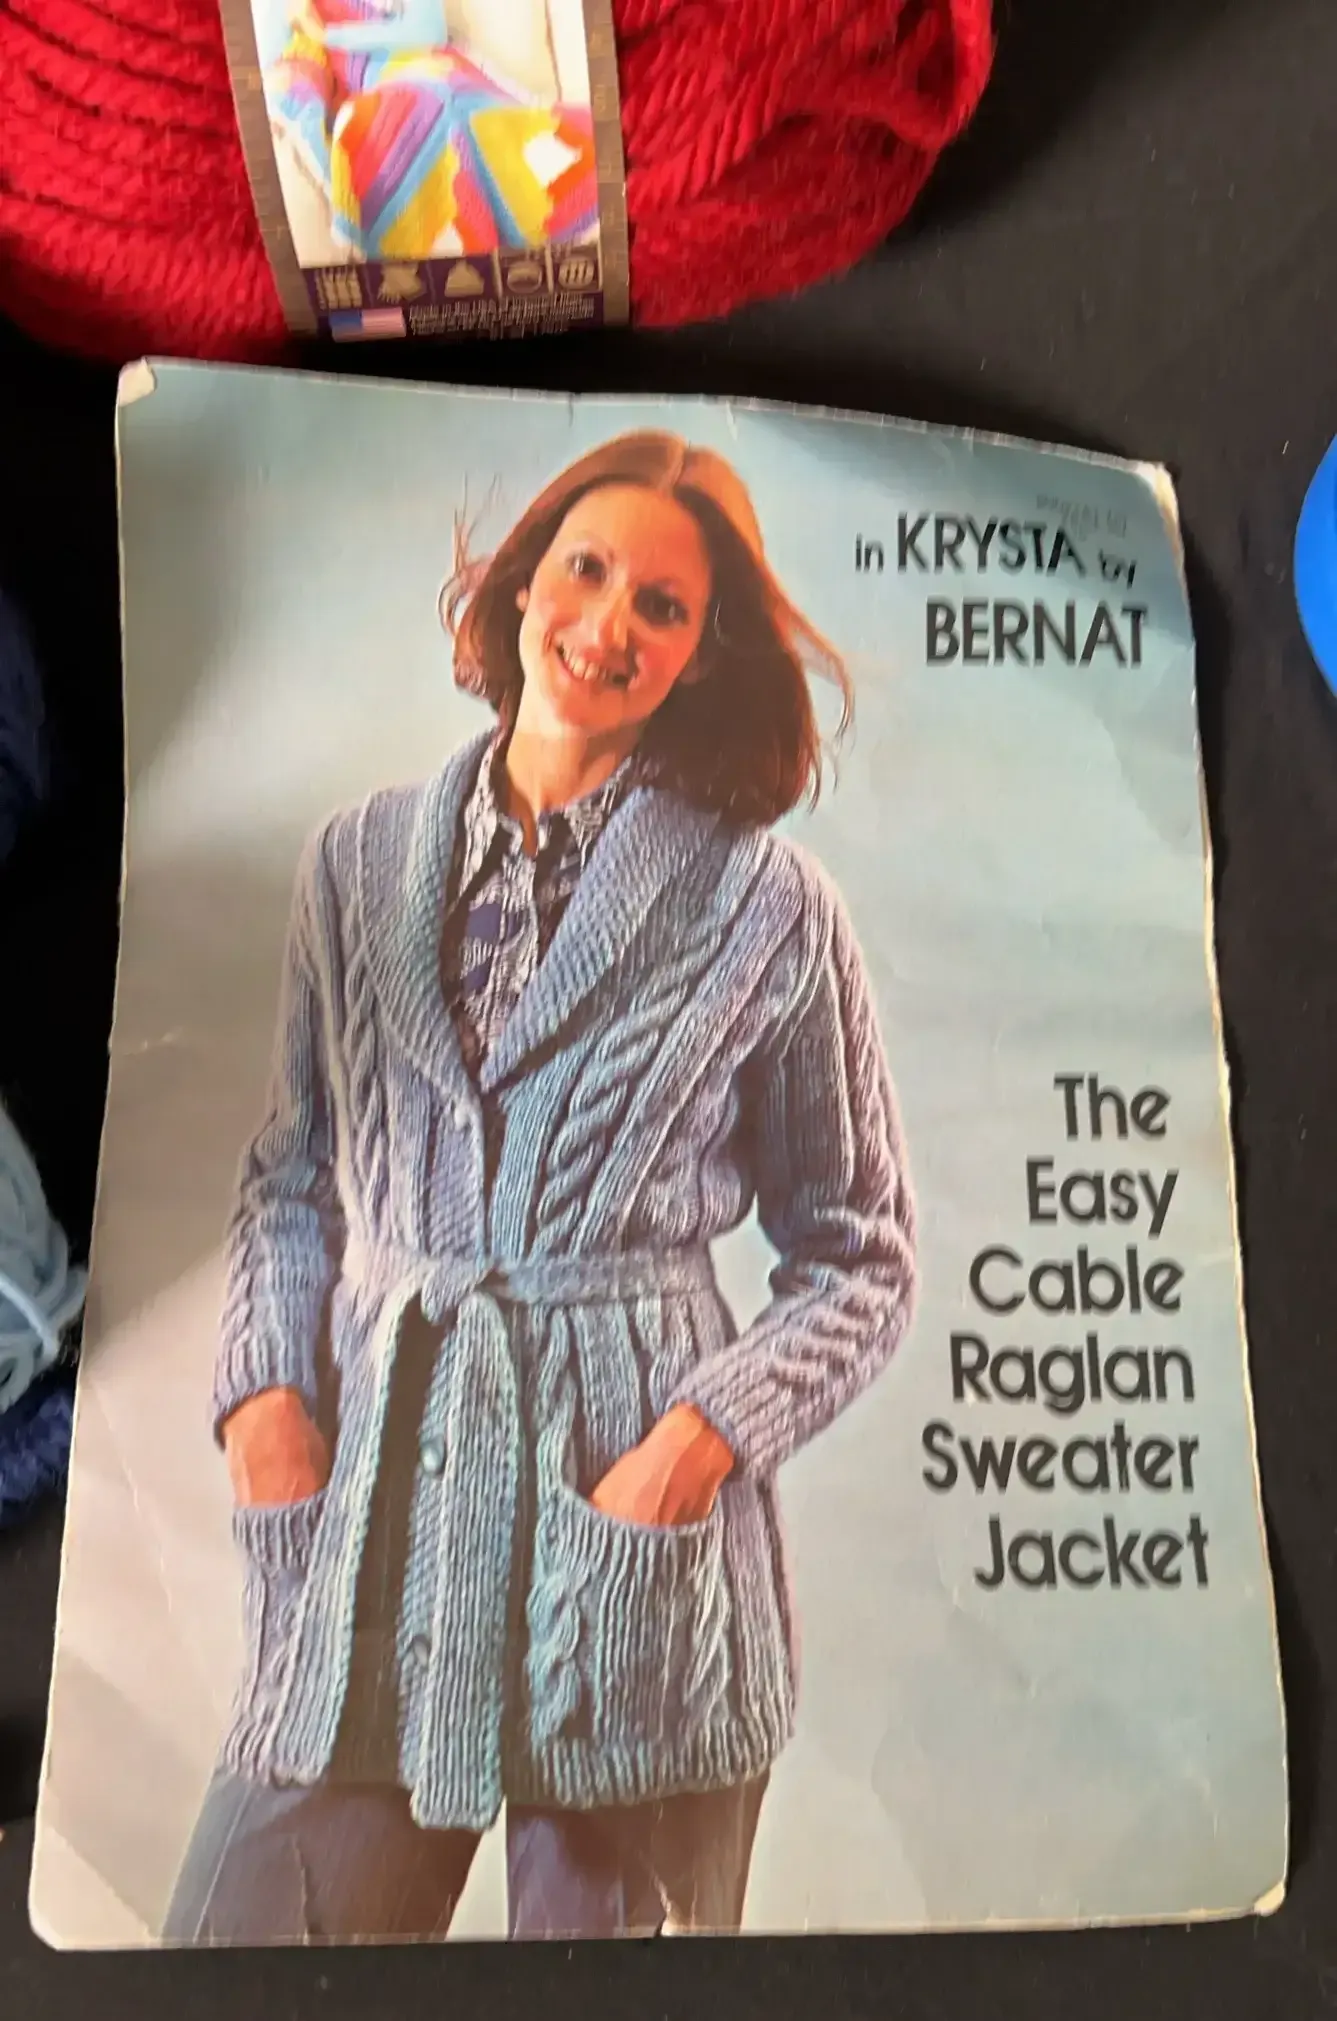 in KRYSTA by
BERNAT
The
Easy
Cable
Raglan
Sweater
Jacket